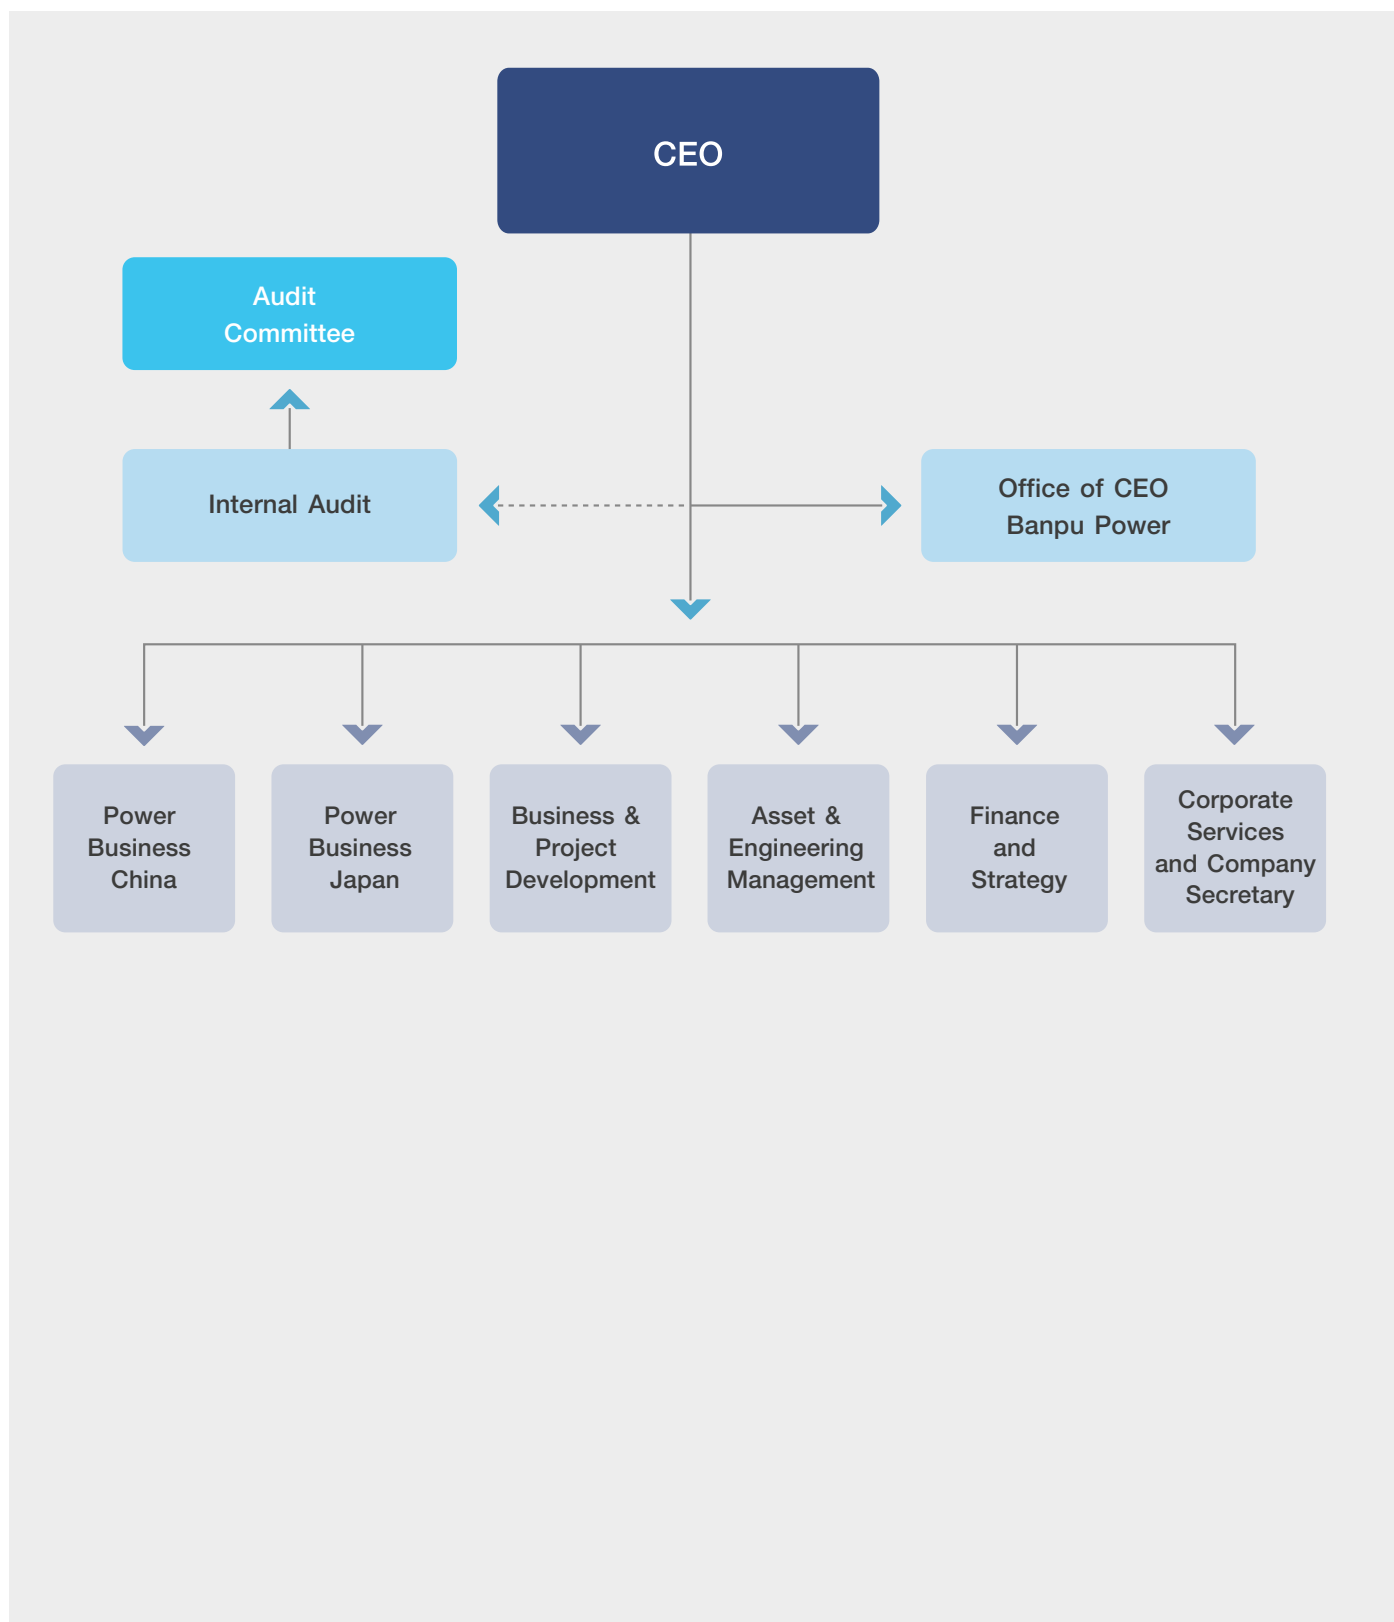 CEO
Audit
Committee
Internal Audit
Office of CEO
Banpu Power
Power
Business
China
Power
Business
Japan
Business &
Project
Development
Asset &
Engineering
Management
Finance
and
Strategy
Corporate
Services
and Company
Secretary